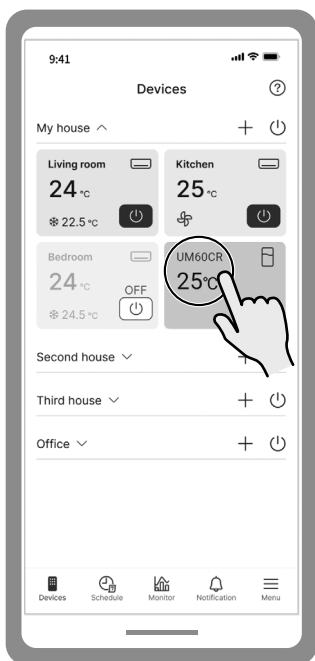 9:41
Devices
?
My house
Living room
24 °C
22.5 °C
Kitchen
25 °C
Bedroom
24 °C
OFF
24.5 °C
UM60CR
25°C
Second house
Third house
Office
Devices Schedule Monitor Notification Menu